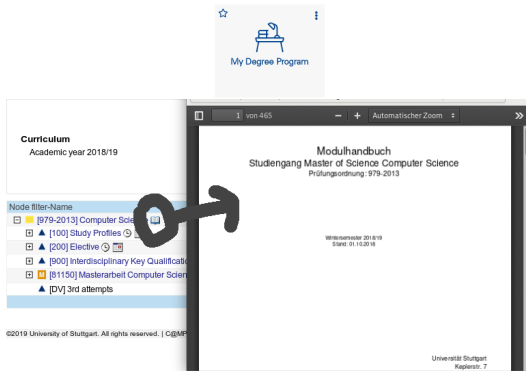 My Degree Program
Curriculum
Academic year 2018/19
Node filter-Name
[979-2013] Computer
[100] Study Profiles
[200] Elective
[900] Interdisciplinary Key Qualificatio
M [81150] Masterarbeit Computer Scien
[DV] 3rd attempts
©2019 University of Stuttgart. All rights reserved. | C@MP
1 von 465
Automatischer Zoom
Modulhandbuch
Studiengang Master of Science Computer Science
Prüfungsordnung: 979-2013
Wintersemester 2018/19
Stand: 01.10.2018
Universität Stuttgart
Keplerstr. 7